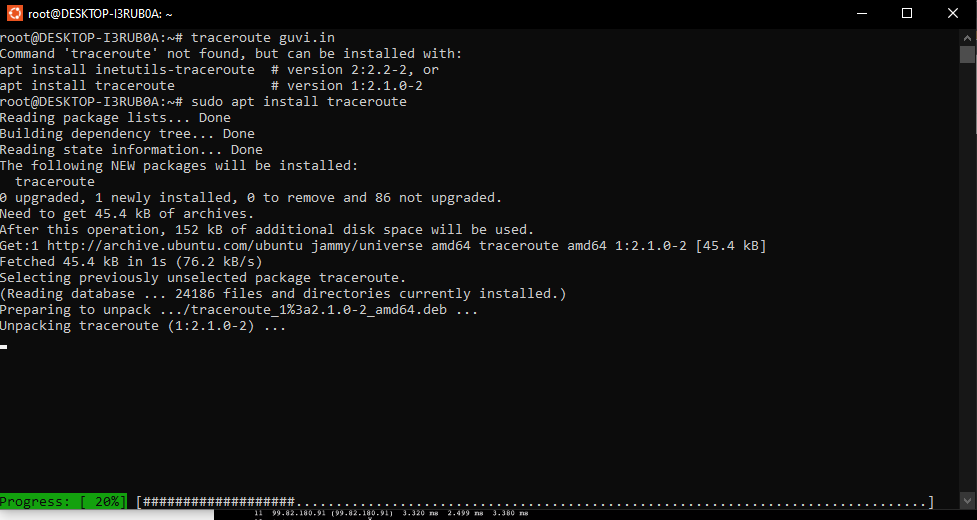 root@DESKTOP-I3RUB0A: ~
root@DESKTOP-I3RUB0A:~# traceroute guvi.in
Command 'traceroute' not found, but can be installed with:
apt install inetutils-traceroute  # version 2:2.2-2, or
apt install traceroute            # version 1:2.1.0-2
root@DESKTOP-I3RUB0A:~# sudo apt install traceroute
Reading package lists... Done
Building dependency tree... Done
Reading state information... Done
The following NEW packages will be installed:
  traceroute
0 upgraded, 1 newly installed, 0 to remove and 86 not upgraded.
Need to get 45.4 kB of archives.
After this operation, 152 kB of additional disk space will be used.
Get:1 http://archive.ubuntu.com/ubuntu jammy/universe amd64 traceroute amd64 1:2.1.0-2 [45.4 kB]
Fetched 45.4 kB in 1s (76.2 kB/s)
Selecting previously unselected package traceroute.
(Reading database ... 24186 files and directories currently installed.)
Preparing to unpack .../traceroute_1%3a2.1.0-2_amd64.deb ...
Unpacking traceroute (1:2.1.0-2) ...
Progress: [ 20%] [###################................................................................]
11  99.82.180.91 (99.82.180.91)  3.320 ms  2.499 ms  3.380 ms